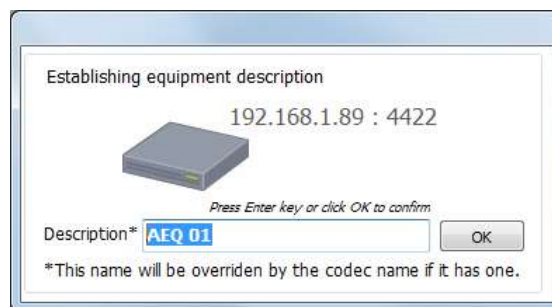 Establishing equipment description
192.168.1.89 : 4422
Press Enter key or click OK to confirm
Description* AEQ 01 OK
*This name will be overriden by the codec name if it has one.